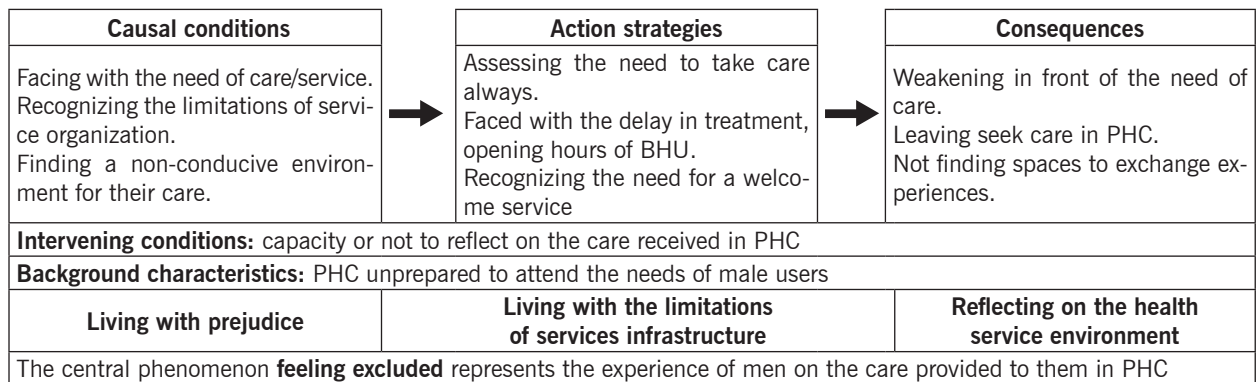 Causal conditions
Facing with the need of care/service.
Recognizing the limitations of servi-
ce organization.
Finding a non-conducive environ-
ment for their care.
Action strategies
Assessing the need to take care
always.
Faced with the delay in treatment,
opening hours of BHU.
Recognizing the need for a welco-
me service
Consequences
Weakening in front of the need of
care.
Leaving seek care in PHC.
Not finding spaces to exchange ex-
periences.
Intervening conditions: capacity or not to reflect on the care received in PHC
Background characteristics: PHC unprepared to attend the needs of male users
Living with prejudice
Living with the limitations
of services infrastructure
Reflecting on the health
service environment
The central phenomenon feeling excluded represents the experience of men on the care provided to them in PHC